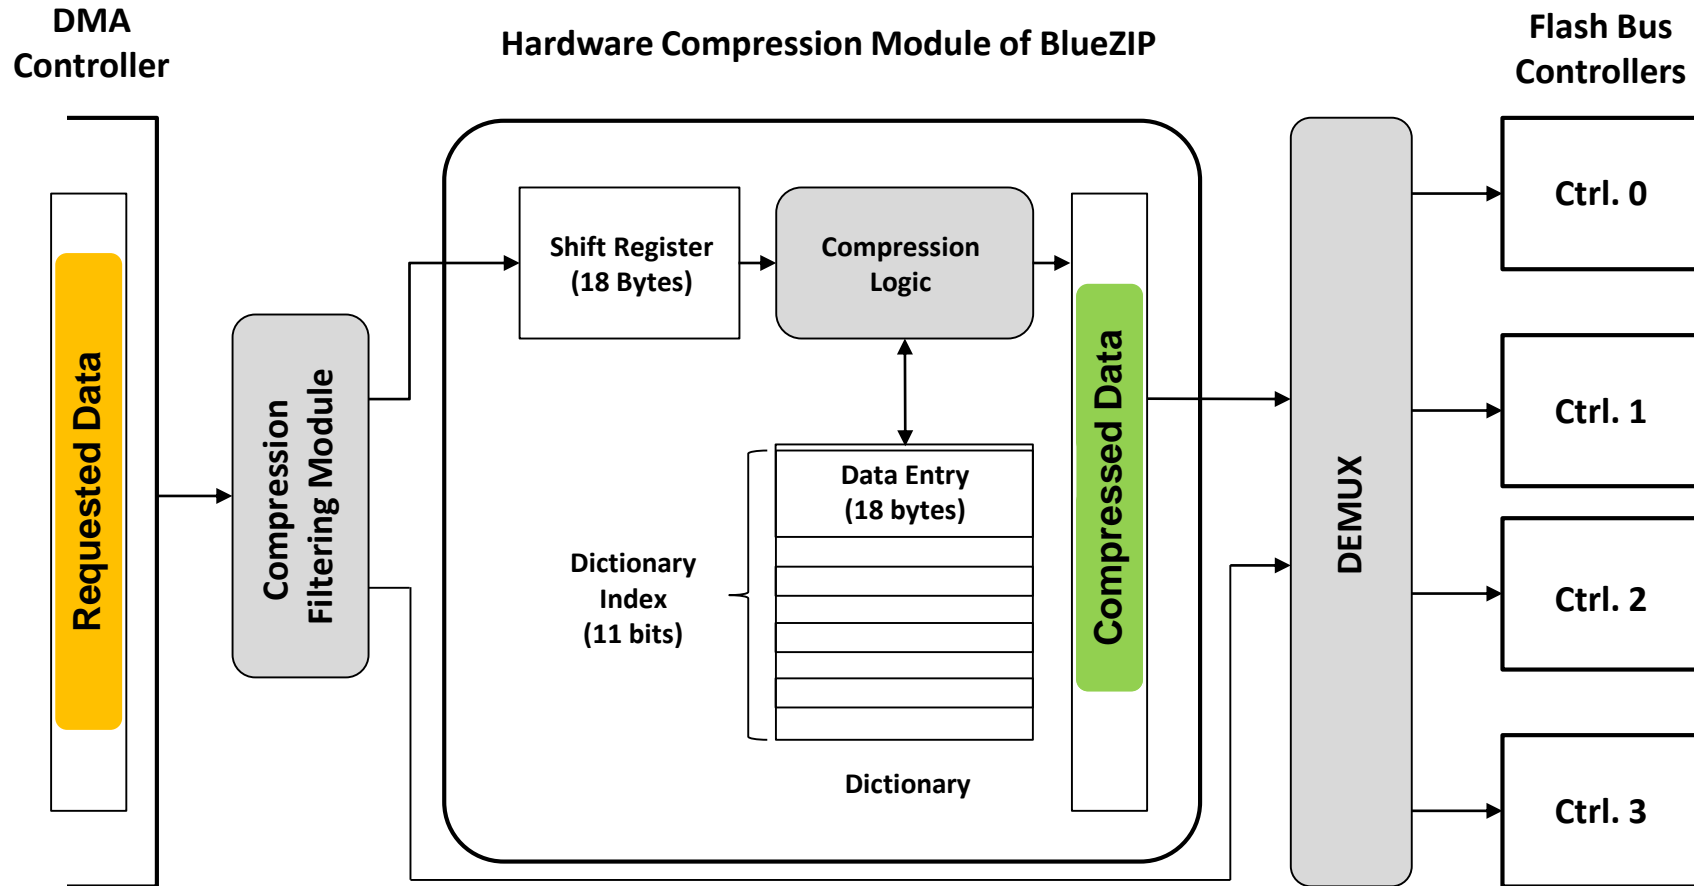 DMA
Controller
Hardware Compression Module of BlueZIP
Flash Bus
Controllers
Requested Data
Compression
Filtering Module
Shift Register
(18 Bytes)
Compression
Logic
Data Entry
(18 bytes)
Dictionary
Index
(11 bits)
Dictionary
Compressed Data
DEMUX
Ctrl. 0
Ctrl. 1
Ctrl. 2
Ctrl. 3